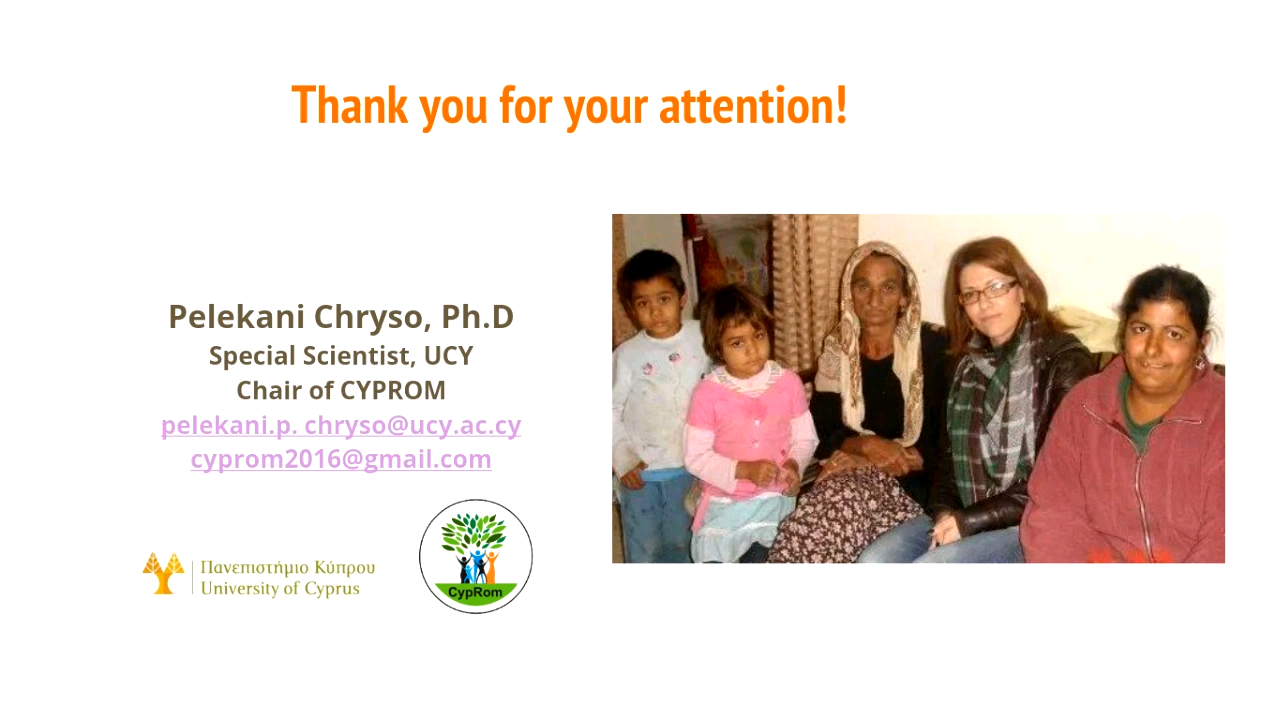 Thank you for your attention!
Pelekani Chryso, Ph.D
Special Scientist, UCY
Chair of CYPROM
pelekani.p. chryso@ucy.ac.cy
cyprom2016@gmail.com
Πανεπιστήμιο Κύπρου
University of Cyprus
CypRom